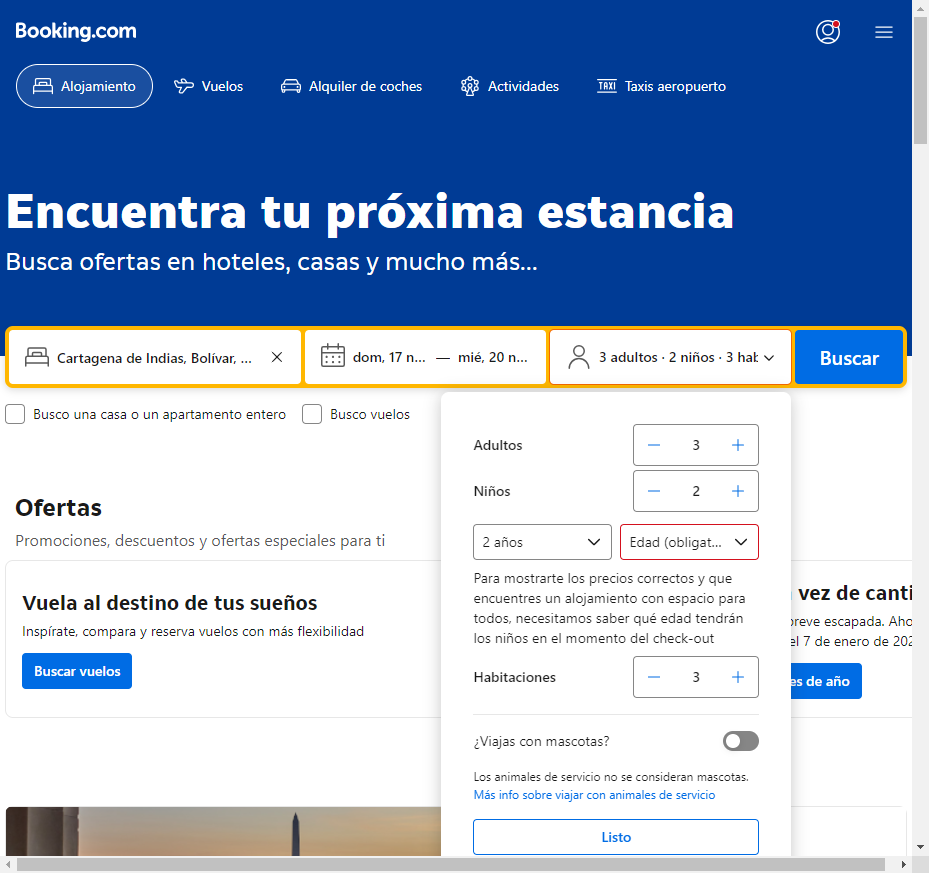 Booking.com
Alojamiento
Vuelos
Alquiler de coches
Actividades
TAXI
Taxis aeropuerto
Encuentra tu próxima estancia
Busca ofertas en hoteles, casas y mucho más...
Cartagena de Indias, Bolívar, ...
dom, 17 n... — mié, 20 n...
3 adultos · 2 niños · 3 hab
Buscar
Busco una casa o un apartamento entero
Busco vuelos
Adultos
3
Niños
2
2 años
Edad (obligat...
Para mostrarte los precios correctos y que
encuentres un alojamiento con espacio para
todos, necesitamos saber qué edad tendrán
los niños en el momento del check-out
Habitaciones
3
¿Viajas con mascotas?
Los animales de servicio no se consideran mascotas.
Más info sobre viajar con animales de servicio
Listo
Ofertas
Promociones, descuentos y ofertas especiales para ti
Vuela al destino de tus sueños
Inspírate, compara y reserva vuelos con más flexibilidad
Buscar vuelos
vez de canti
breve escapada. Aho
el 7 de enero de 202
es de año